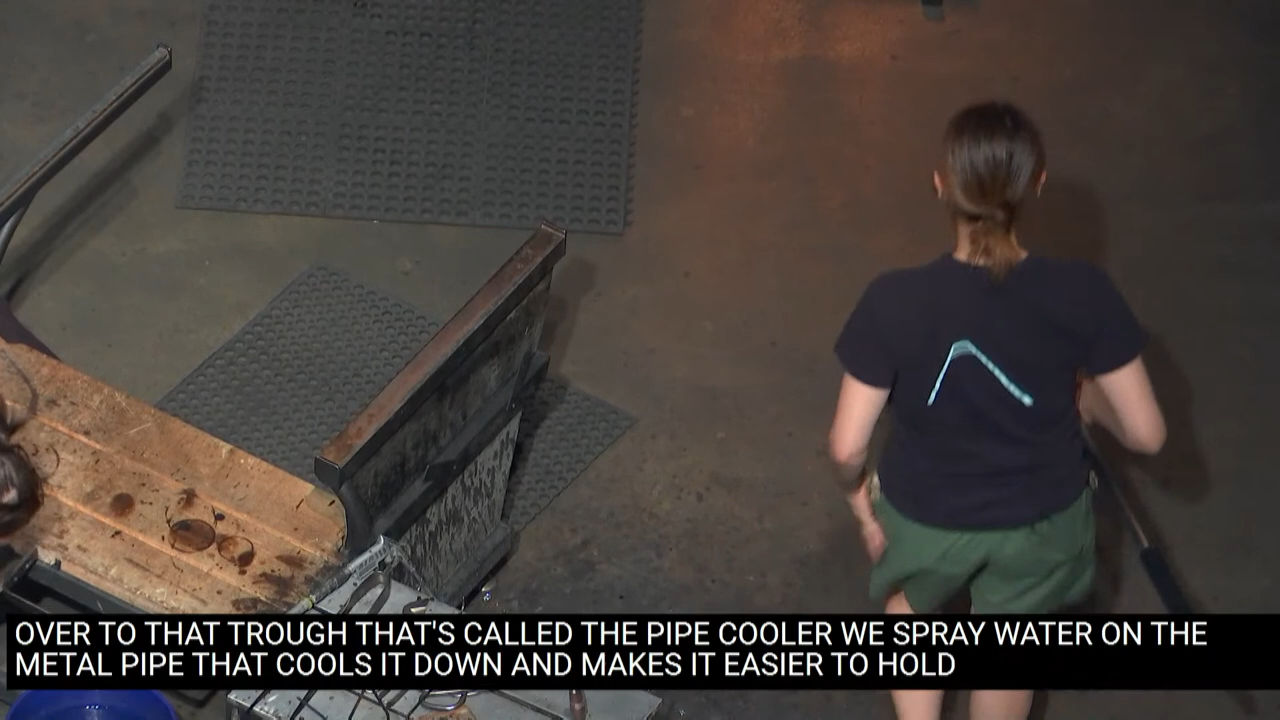 OVER TO THAT TROUGH THAT'S CALLED THE PIPE COOLER WE SPRAY WATER ON THE
METAL PIPE THAT COOLS IT DOWN AND MAKES IT EASIER TO HOLD